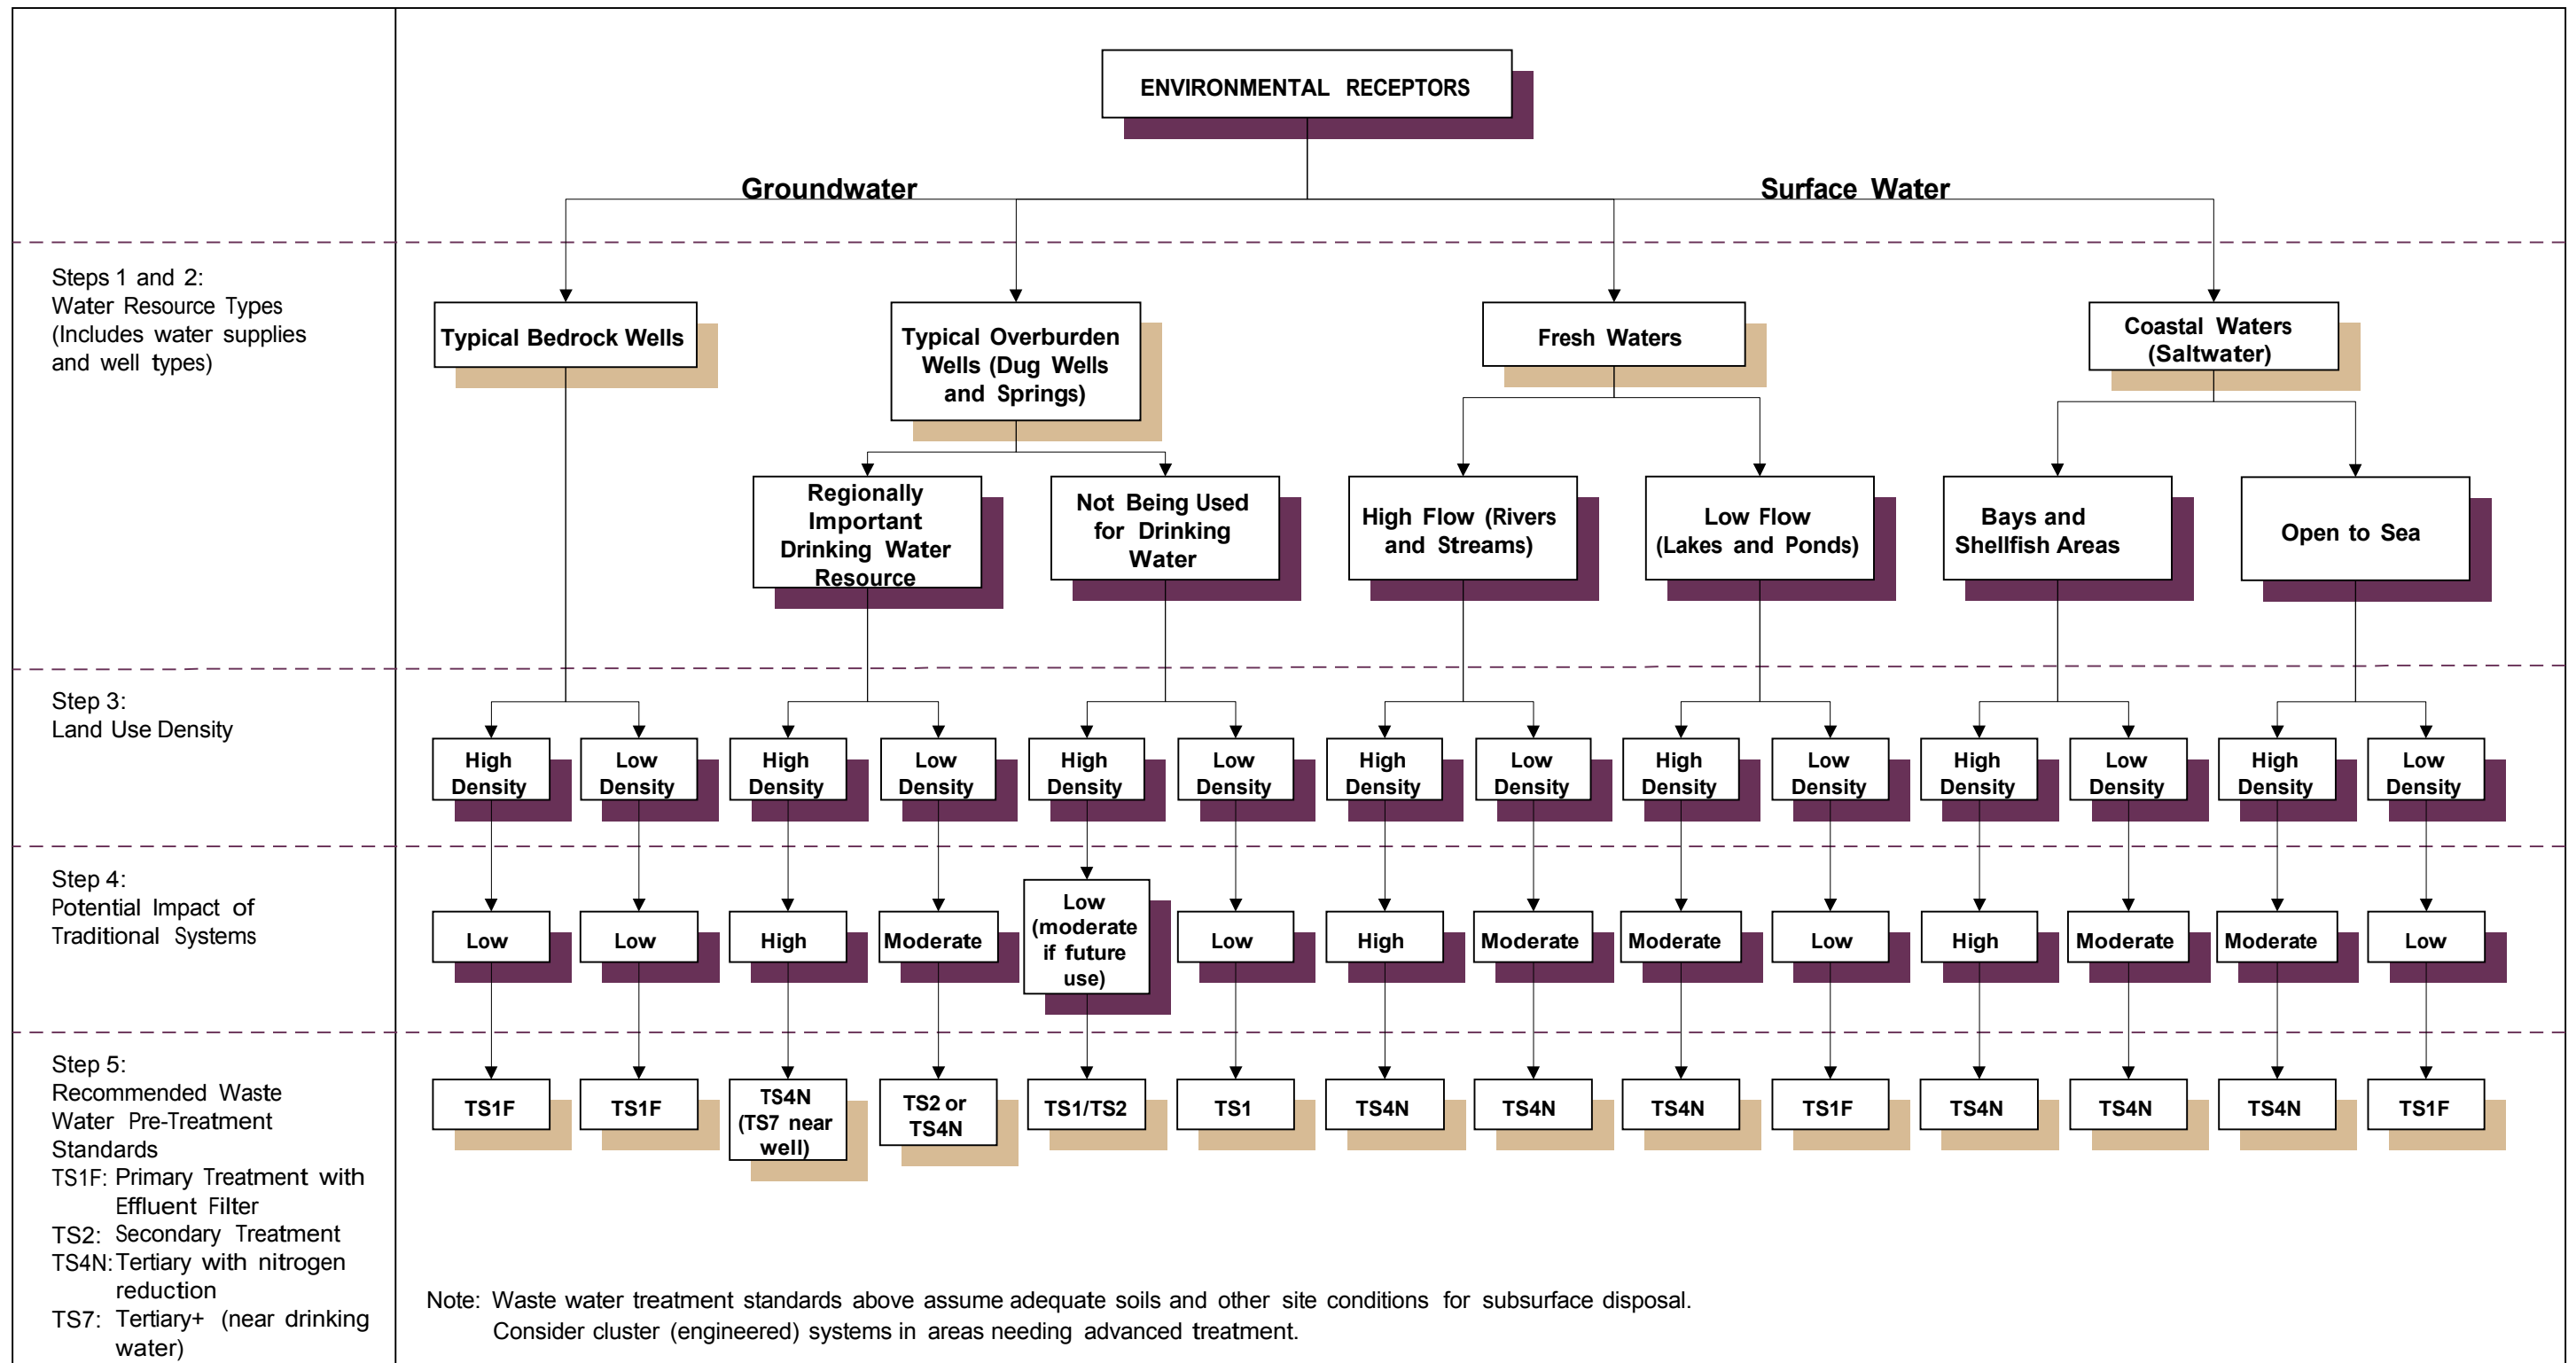 ENVIRONMENTAL RECEPTORS
Groundwater
Surface Water
Steps 1 and 2:
Water Resource Types
(Includes water supplies
and well types)
Typical Bedrock Wells
Typical Overburden
Wells (Dug Wells
and Springs)
Fresh Waters
Coastal Waters
(Saltwater)
Regionally
Important
Drinking Water
Resource
Not Being Used
for Drinking
Water
High Flow (Rivers
and Streams)
Low Flow
(Lakes and Ponds)
Bays and
Shellfish Areas
Open to Sea
Step 3:
Land Use Density
High
Density
Low
Density
High
Density
Low
Density
High
Density
Low
Density
High
Density
Low
Density
High
Density
Low
Density
High
Density
Low
Density
High
Density
Low
Density
Step 4:
Potential Impact of
Traditional Systems
Low
Low
High
Moderate
Low
(moderate
if future
use)
Low
High
Moderate
Moderate
Low
High
Moderate
Moderate
Low
Step 5:
Recommended Waste
Water Pre-Treatment
Standards
TS1F: Primary Treatment with
Effluent Filter
TS2: Secondary Treatment
TS4N: Tertiary with nitrogen
reduction
TS7: Tertiary+ (near drinking
water)
TS1F
TS1F
TS4N
(TS7 near
well)
TS2 or
TS4N
TS1/TS2
TS1
TS4N
TS4N
TS4N
TS1F
TS4N
TS4N
TS4N
TS1F
Note: Waste water treatment standards above assume adequate soils and other site conditions for subsurface disposal.
Consider cluster (engineered) systems in areas needing advanced treatment.